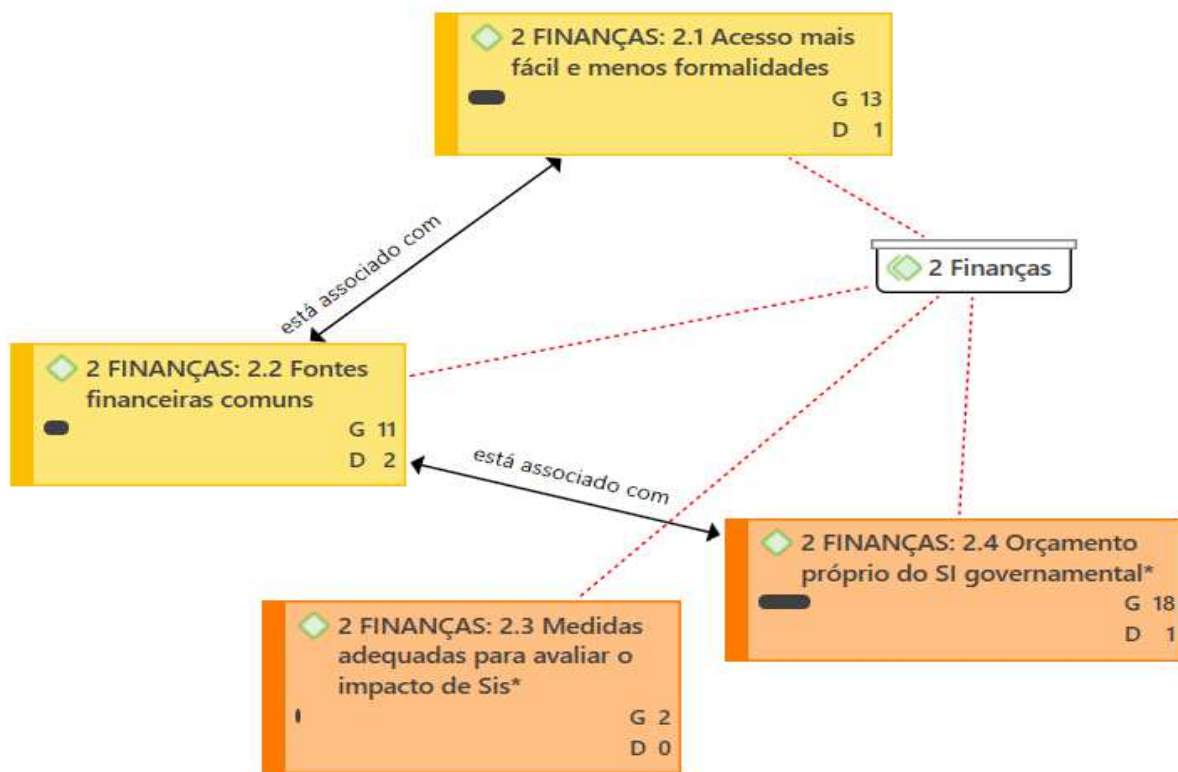 2 FINANÇAS: 2.1 Acesso mais
fácil e menos formalidades
G 13
D 1
está associado com
2 Finanças
2 FINANÇAS: 2.2 Fontes
financeiras comuns
G 11
D 2
está associado com
2 FINANÇAS: 2.4 Orçamento
próprio do SI governamental*
G 18
D 1
2 FINANÇAS: 2.3 Medidas
adequadas para avaliar o
impacto de Sis*
G 2
D 0